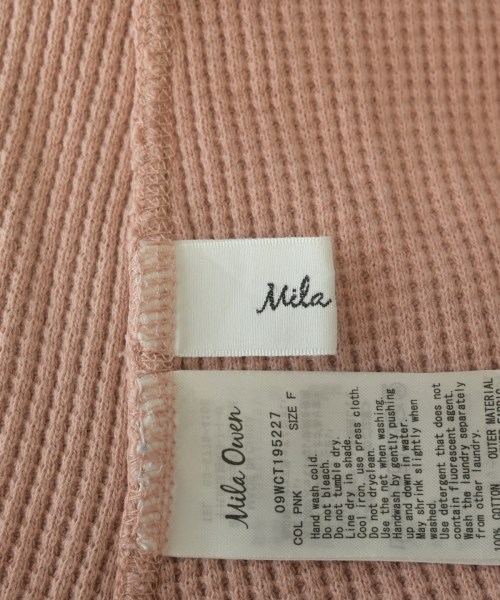 Mila
Mila Owen
09WCT195227
COL PNK SIZE F
Hand wash cold.
Do not bleach.
Do not tumble dry.
Line dry in shade.
Cool iron, use press cloth.
Do not dryclean.
Use the net when washing.
Handwash by gently pushing
up and down in water.
May shrink slightly when
washed.
Use detergent that does not
contain fluorescent agent.
Wash the laundry separately
from other laundry.
OUTER MATERIAL
100% COTTON